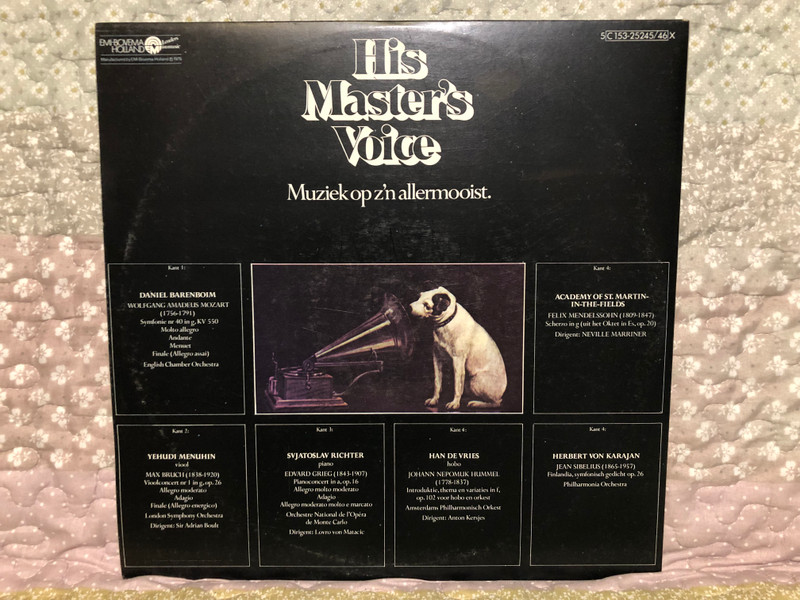 EMI-BOVEMA
HOLLAND
EMI
Manufactured by EMI-Bovema-Holland ℗ 1976
5C 153-25245/46 X
His
Master's
Voice
Muziek op z'n allermooist.
Kant 1:
DANIEL BARENBOIM
WOLFGANG AMADEUS MOZART
(1756-1791)
Symfonie nr 40 in g, KV 550
Molto allegro
Andante
Menuet
Finale (Allegro assai)
English Chamber Orchestra
Kant 4:
ACADEMY OF ST. MARTIN-
IN-THE-FIELDS
FELIX MENDELSSOHN (1809-1847)
Scherzo in g (uit het Oktet in Es, op. 20)
Dirigent: NEVILLE MARRINER
Kant 2:
YEHUDI MENUHIN
viool
MAX BRUCH (1838-1920)
Vioolconcert nr 1 in g, op. 26
Allegro moderato
Adagio
Finale (Allegro energico)
London Symphony Orchestra
Dirigent: Sir Adrian Boult
Kant 3:
SVJATOSLAV RICHTER
piano
EDVARD GRIEG (1843-1907)
Pianoconcert in a, op. 16
Allegro molto moderato
Adagio
Allegro moderato molto e marcato
Orchestre National de l'Opéra
de Monte Carlo
Dirigent: Lovro von Matacic
Kant 4:
HAN DE VRIES
hobo
JOHANN NEPOMUK HUMMEL
(1778-1837)
Introduktie, thema en variaties in f,
op. 102 voor hobo en orkest
Amsterdams Philharmonisch Orkest
Dirigent: Anton Kersjes
Kant 4:
HERBERT VON KARAJAN
JEAN SIBELIUS (1865-1957)
Finlandia, symfonisch gedicht op. 26
Philharmonia Orchestra